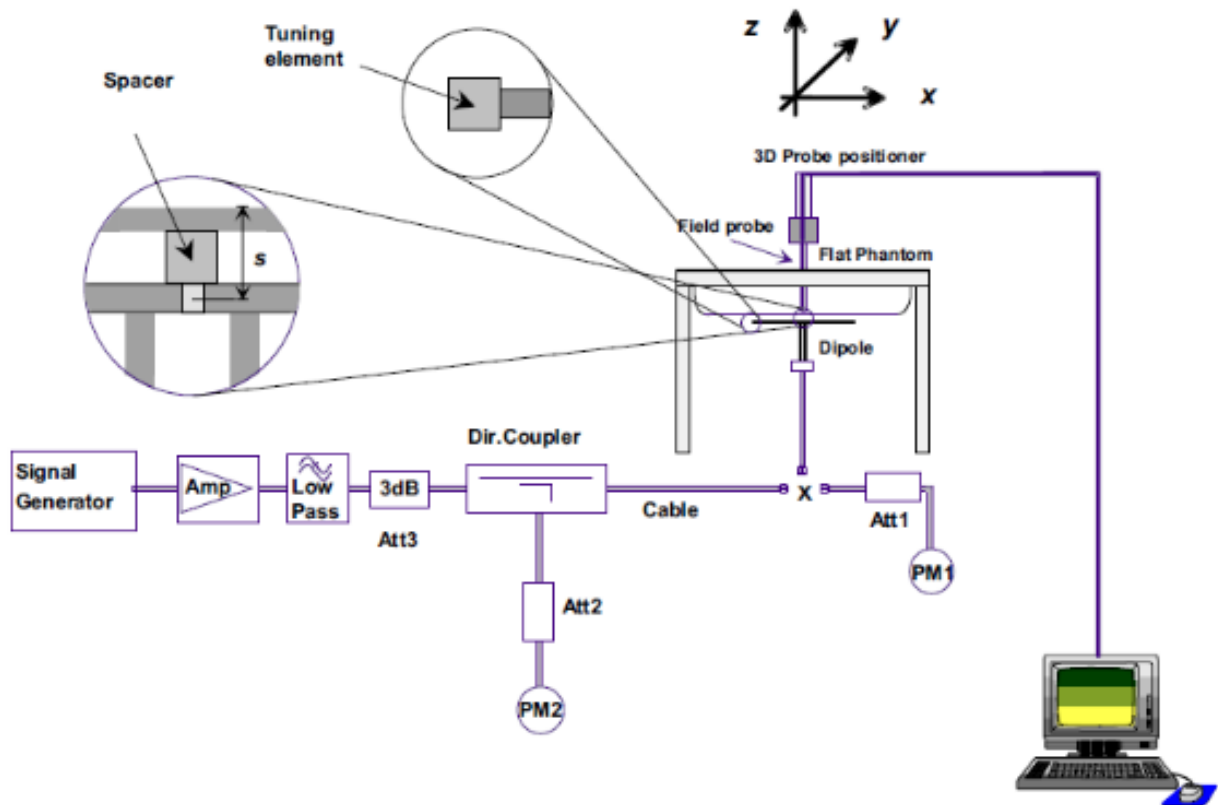 Tuning
element
Spacer
s
z
y
x
3D Probe positioner
Field probe
Flat Phantom
Dipole
Dir.Coupler
Signal
Generator
Amp
Low
Pass
3dB
Att3
Cable
X
Att1
PM1
Att2
PM2